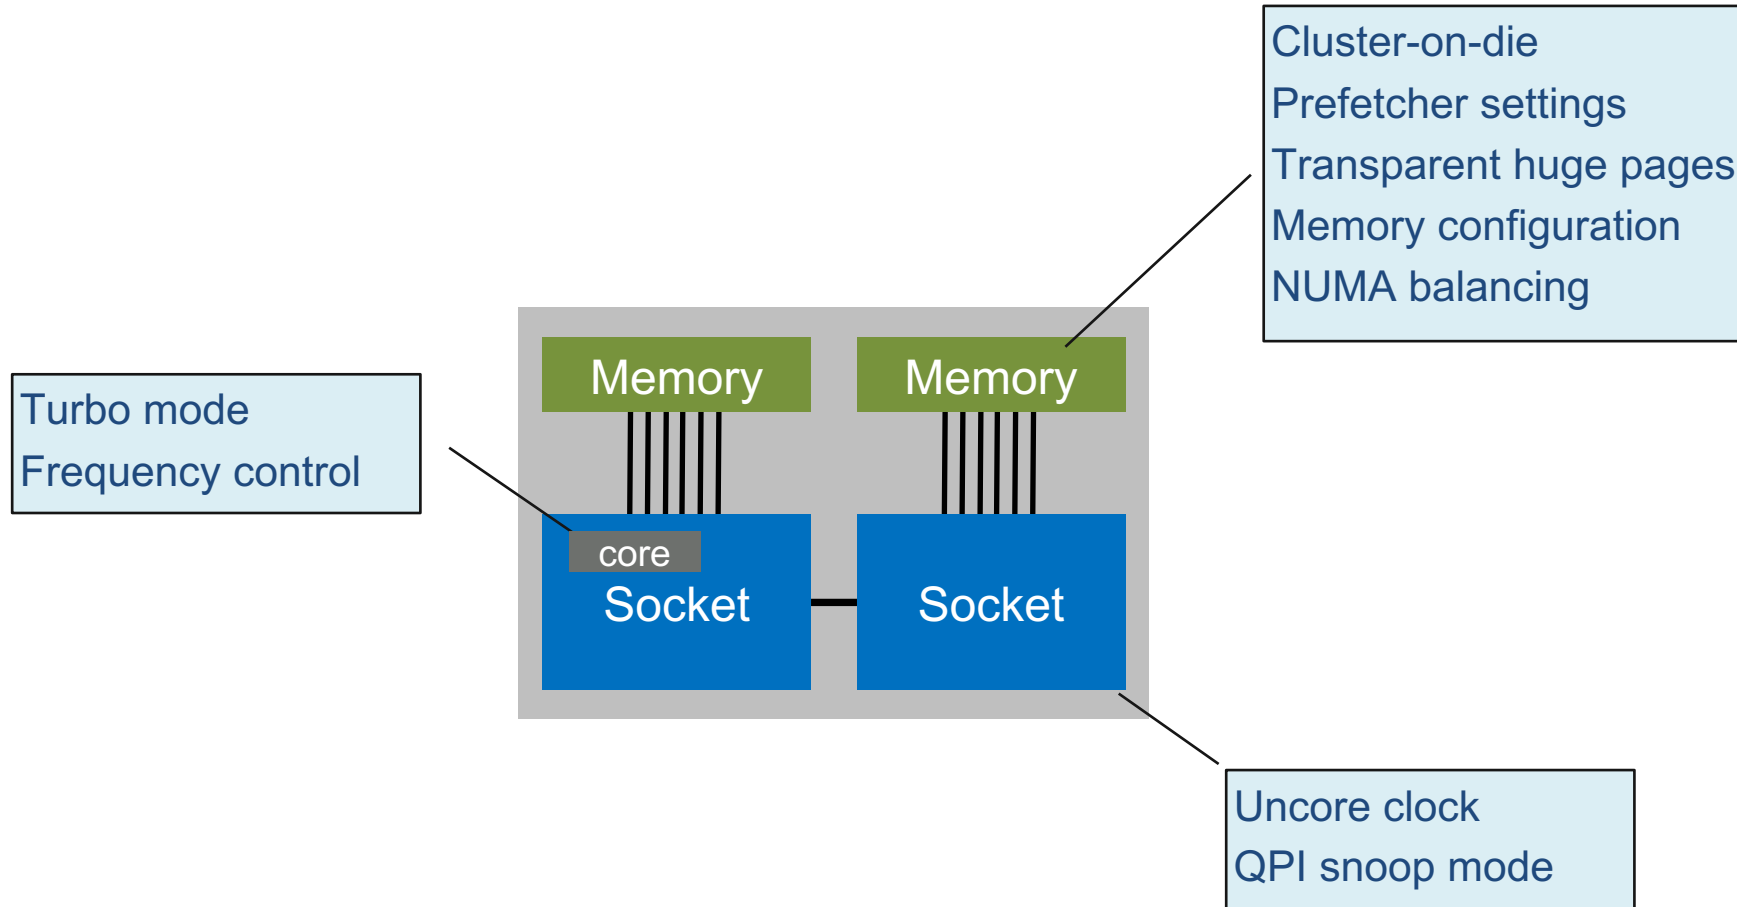 Cluster-on-die
Prefetcher settings
Transparent huge pages
Memory configuration
NUMA balancing
Memory
Memory
Turbo mode
Frequency control
core
Socket
Socket
Uncore clock
QPI snoop mode